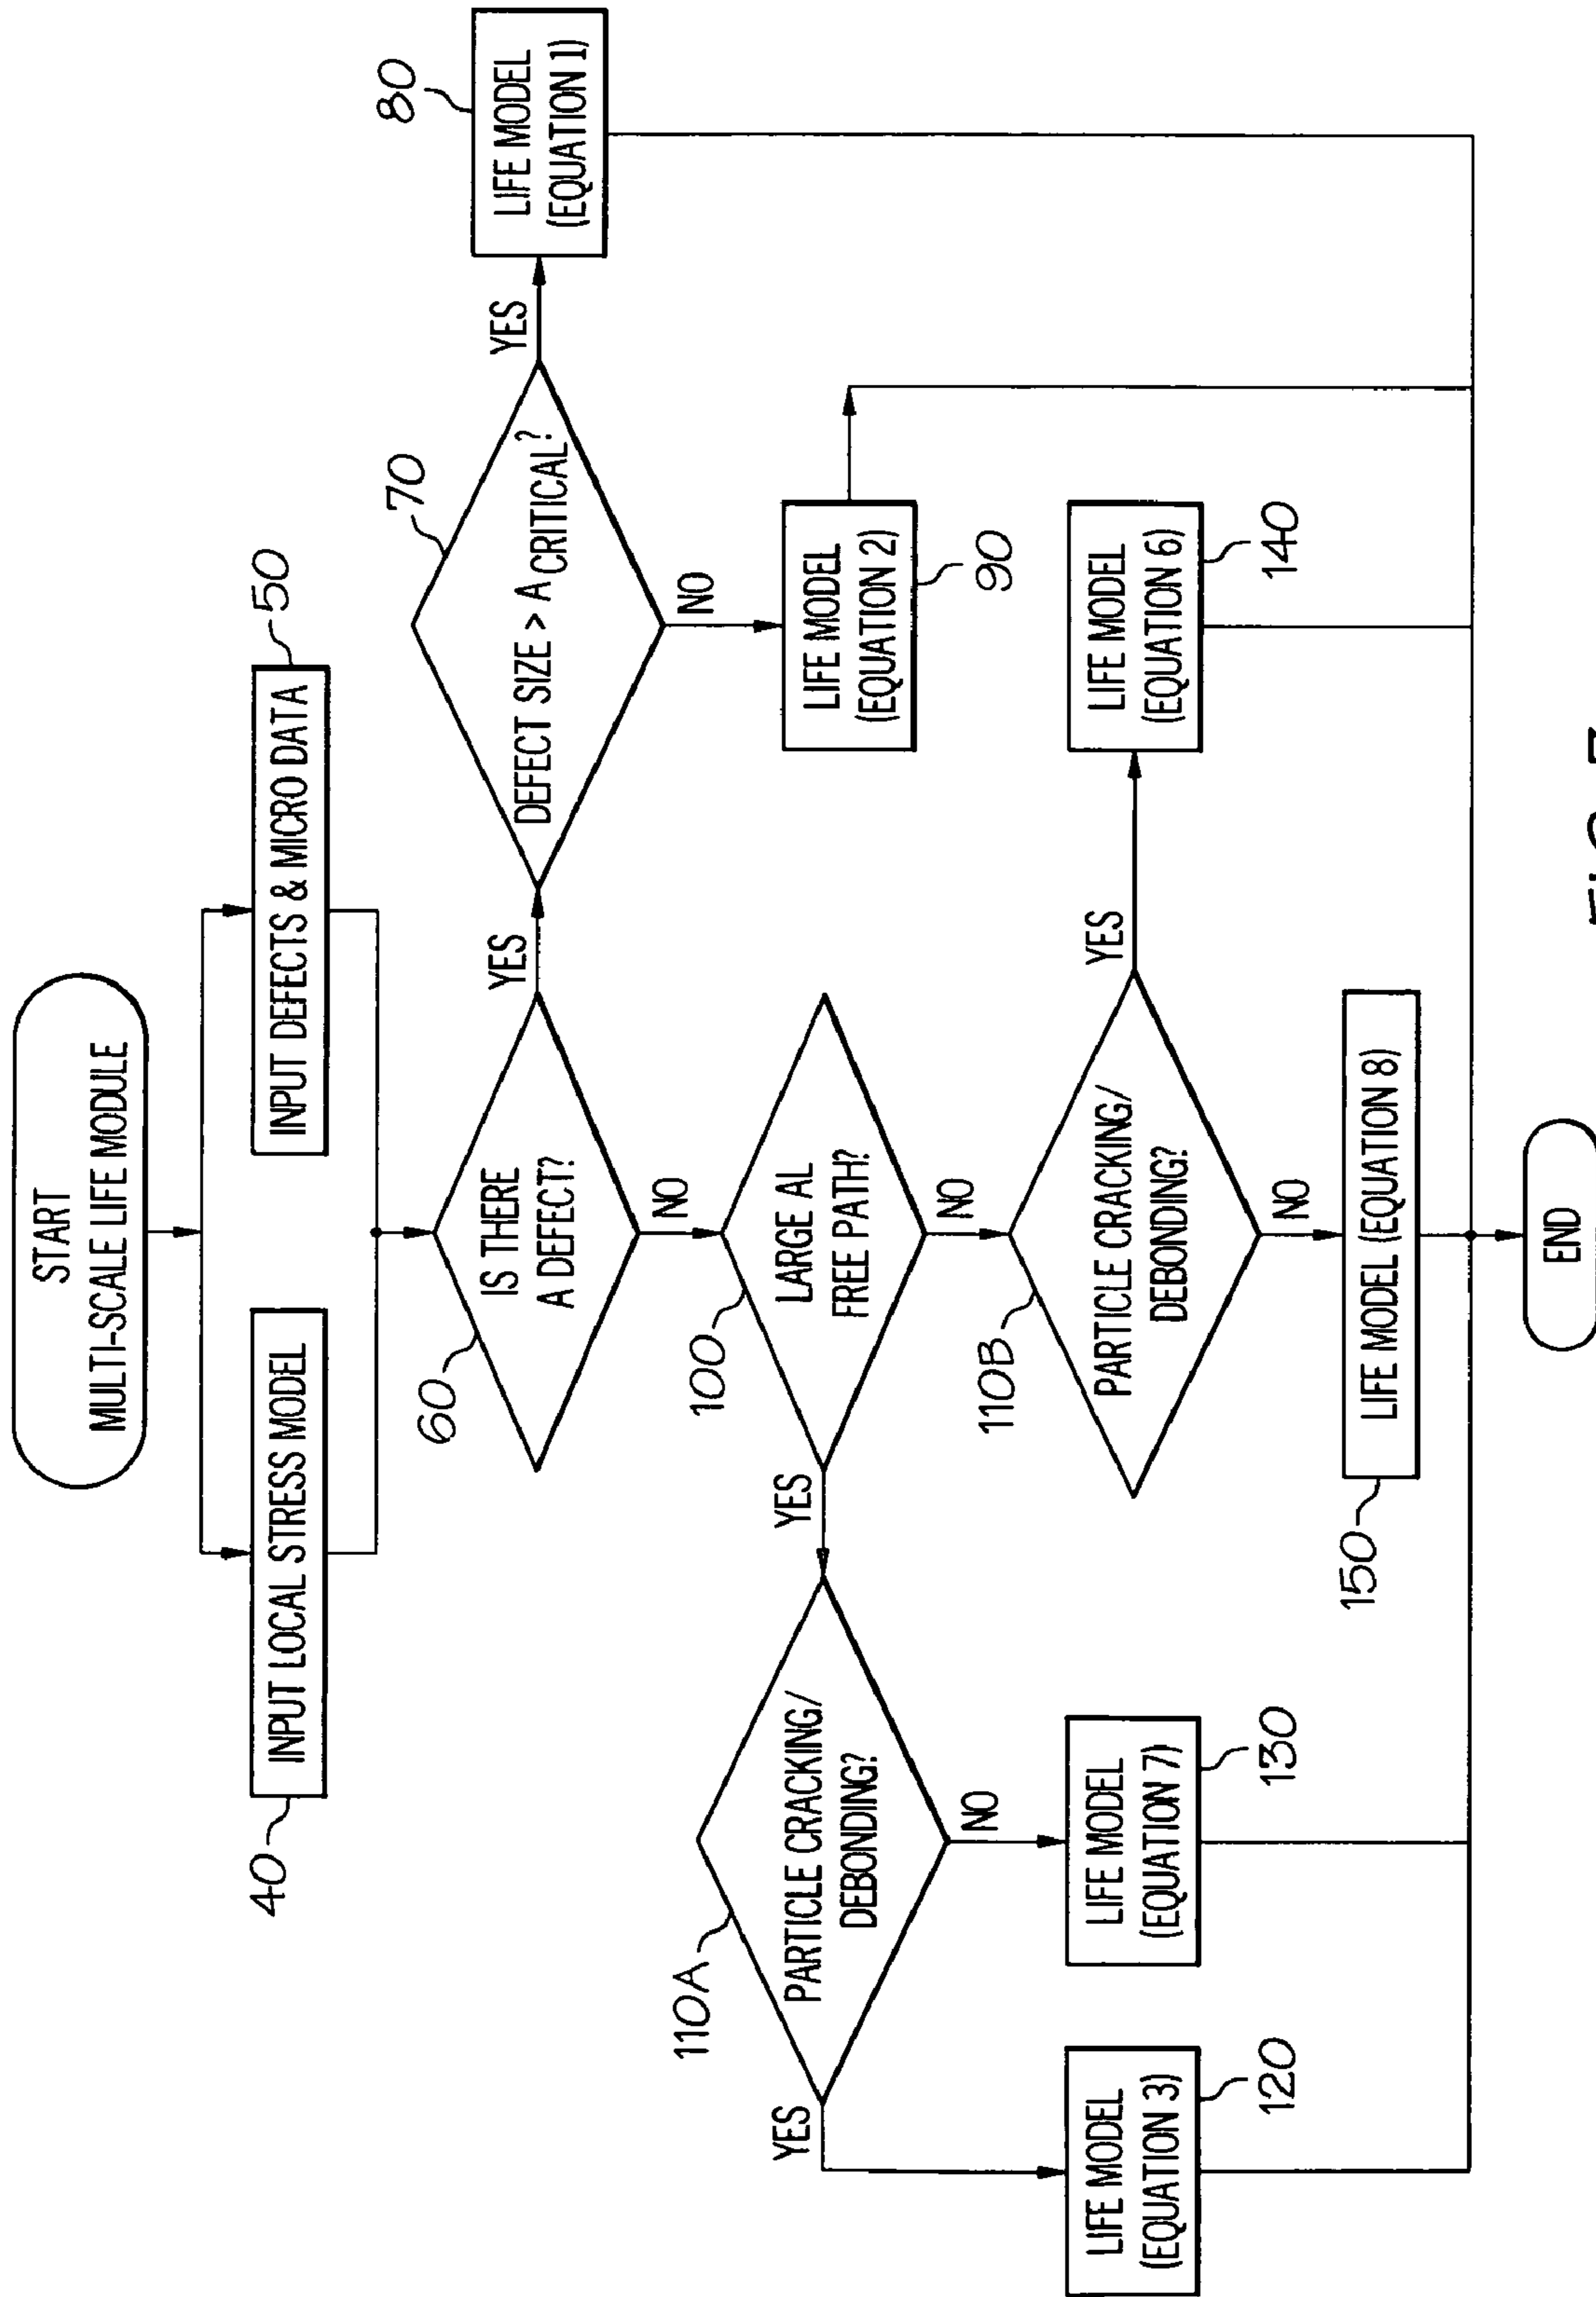 START
MULTI-SCALE LIFE MODULE
40
INPUT LOCAL STRESS MODEL
INPUT DEFECTS & MICRO DATA
50
60
IS THERE
A DEFECT?
YES
NO
70
DEFECT SIZE > A CRITICAL?
YES
NO
80
LIFE MODEL
(EQUATION 1)
LIFE MODEL
(EQUATION 2)
90
100
LARGE AL
FREE PATH?
YES
NO
110A
PARTICLE CRACKING/
DEBONDING?
YES
NO
110B
PARTICLE CRACKING/
DEBONDING?
YES
NO
LIFE MODEL
(EQUATION 3)
120
LIFE MODEL
(EQUATION 7)
130
LIFE MODEL
(EQUATION 6)
140
150
LIFE MODEL (EQUATION 8)
END